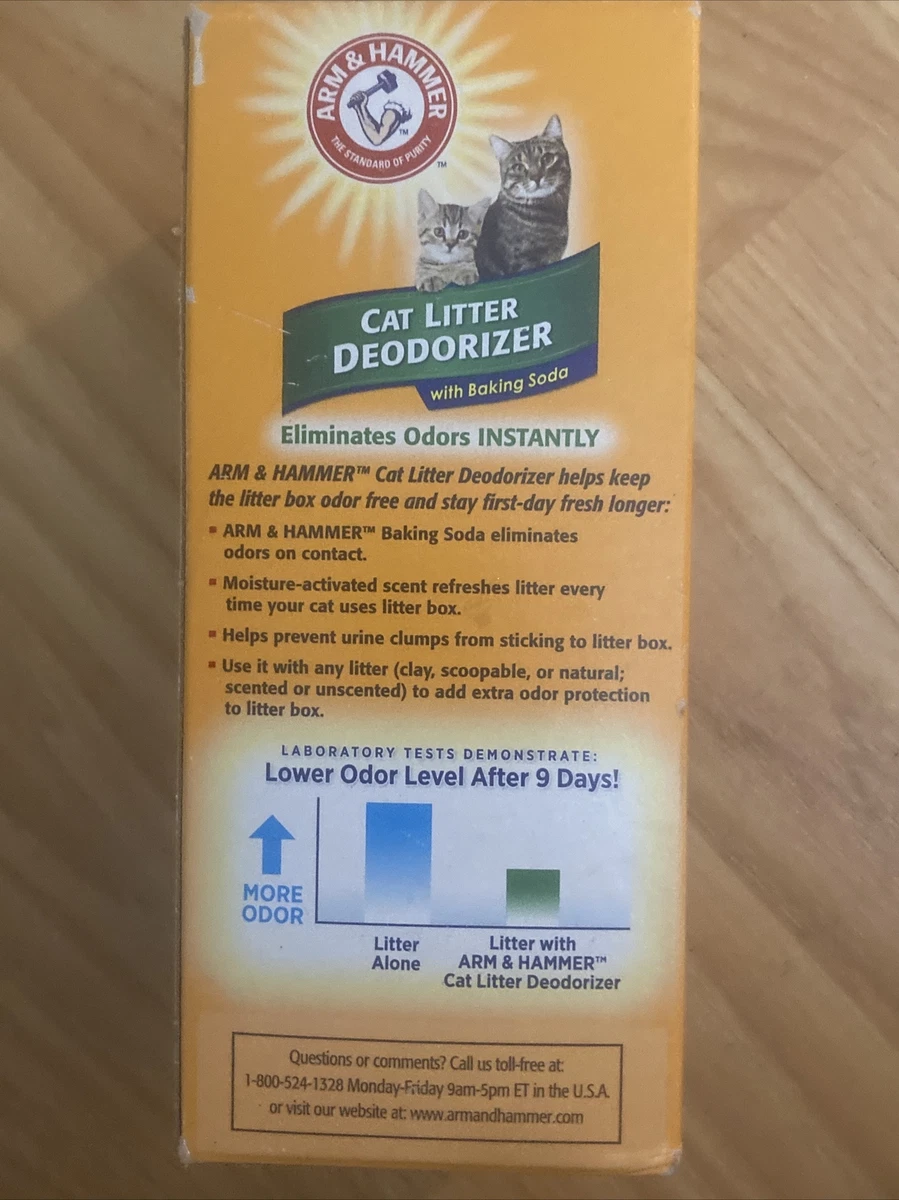 ARM & HAMMER
THE STANDARD OF PURITY
TM
TM
CAT LITTER
DEODORIZER
with Baking Soda
Eliminates Odors INSTANTLY
ARM & HAMMER™ Cat Litter Deodorizer helps keep
the litter box odor free and stay first-day fresh longer:
▪ ARM & HAMMER™ Baking Soda eliminates
odors on contact.
▪ Moisture-activated scent refreshes litter every
time your cat uses litter box.
▪ Helps prevent urine clumps from sticking to litter box.
▪ Use it with any litter (clay, scoopable, or natural;
scented or unscented) to add extra odor protection
to litter box.
LABORATORY TESTS DEMONSTRATE:
Lower Odor Level After 9 Days!
MORE
ODOR
Litter
Alone
Litter with
ARM & HAMMER™
Cat Litter Deodorizer
Questions or comments? Call us toll-free at:
1-800-524-1328 Monday-Friday 9am-5pm ET in the U.S.A.
or visit our website at: www.armandhammer.com